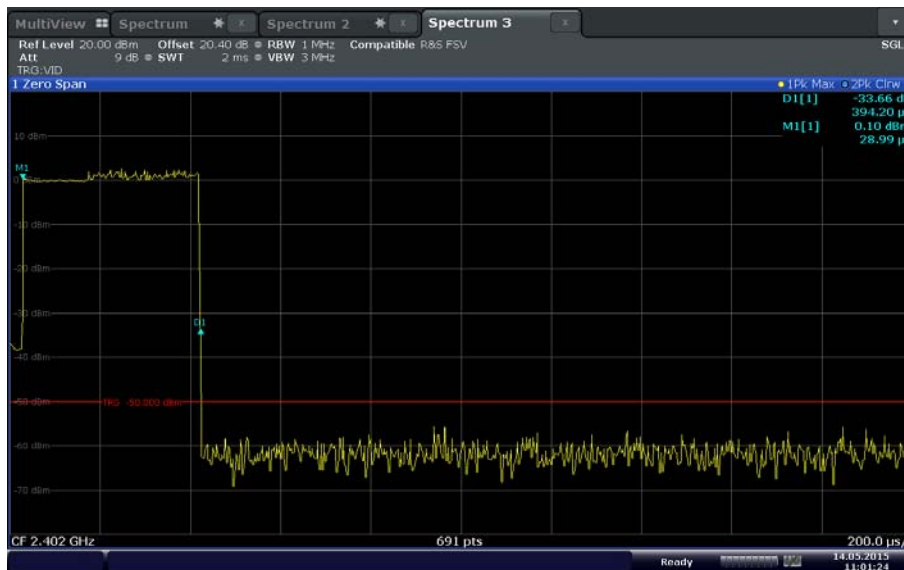 MultiView Spectrum x Spectrum 2 x Spectrum 3 x
Ref Level 20.00 dBm Offset 20.40 dB RBW 1 MHz Compatible R&S FSV SGL
Att 9 dB SWT 2 ms VBW 3 MHz
TRG:VID
1 Zero Span 1Pk Max 2Pk Clrw
D1[1] -33.66 d
394.20 µ
M1[1] 0.10 dBm
28.99 µ
10 dBm
M1
-10 dBm
-20 dBm
-30 dBm
D1
-40 dBm
-50 dBm TRG -50.000 dBm
-60 dBm
-70 dBm
CF 2.402 GHz 691 pts 200.0 µs/
Ready 14.05.2015
11:01:24